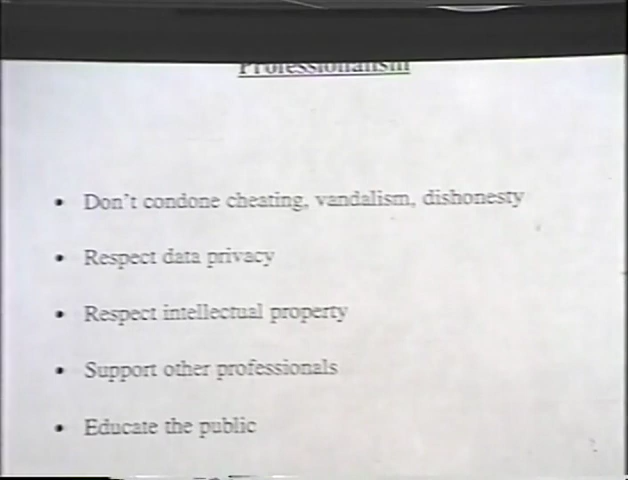 Professionalism
• Don't condone cheating, vandalism, dishonesty
• Respect data privacy
• Respect intellectual property
• Support other professionals
• Educate the public